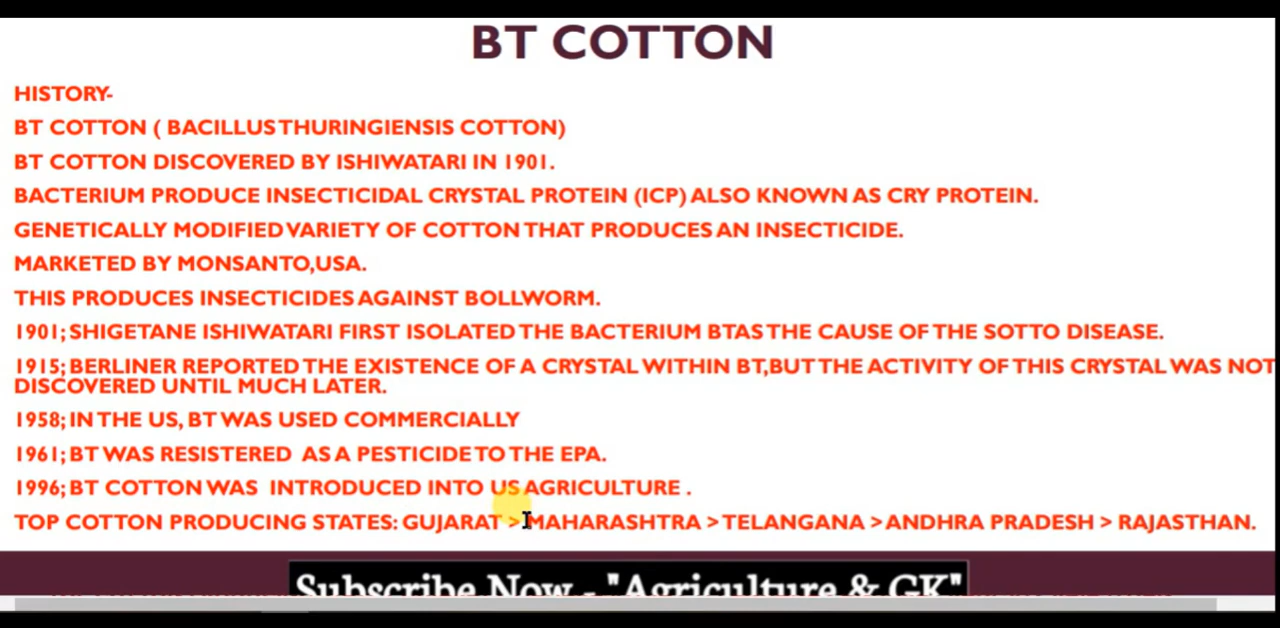 BT COTTON
HISTORY-
BT COTTON ( BACILLUS THURINGIENSIS COTTON)
BT COTTON DISCOVERED BY ISHIWATARI IN 1901.
BACTERIUM PRODUCE INSECTICIDAL CRYSTAL PROTEIN (ICP) ALSO KNOWN AS CRY PROTEIN.
GENETICALLY MODIFIED VARIETY OF COTTON THAT PRODUCES AN INSECTICIDE.
MARKETED BY MONSANTO,USA.
THIS PRODUCES INSECTICIDES AGAINST BOLLWORM.
1901; SHIGETANE ISHIWATARI FIRST ISOLATED THE BACTERIUM BTAS THE CAUSE OF THE SOTTO DISEASE.
1915; BERLINER REPORTED THE EXISTENCE OF A CRYSTAL WITHIN BT,BUT THE ACTIVITY OF THIS CRYSTAL WAS NOT
DISCOVERED UNTIL MUCH LATER.
1958; IN THE US, BT WAS USED COMMERCIALLY
1961; BT WAS RESISTERED AS A PESTICIDE TO THE EPA.
1996; BT COTTON WAS INTRODUCED INTO US AGRICULTURE .
TOP COTTON PRODUCING STATES: GUJARAT > MAHARASHTRA > TELANGANA > ANDHRA PRADESH > RAJASTHAN.
Subscribe Now - "Agriculture & GK"